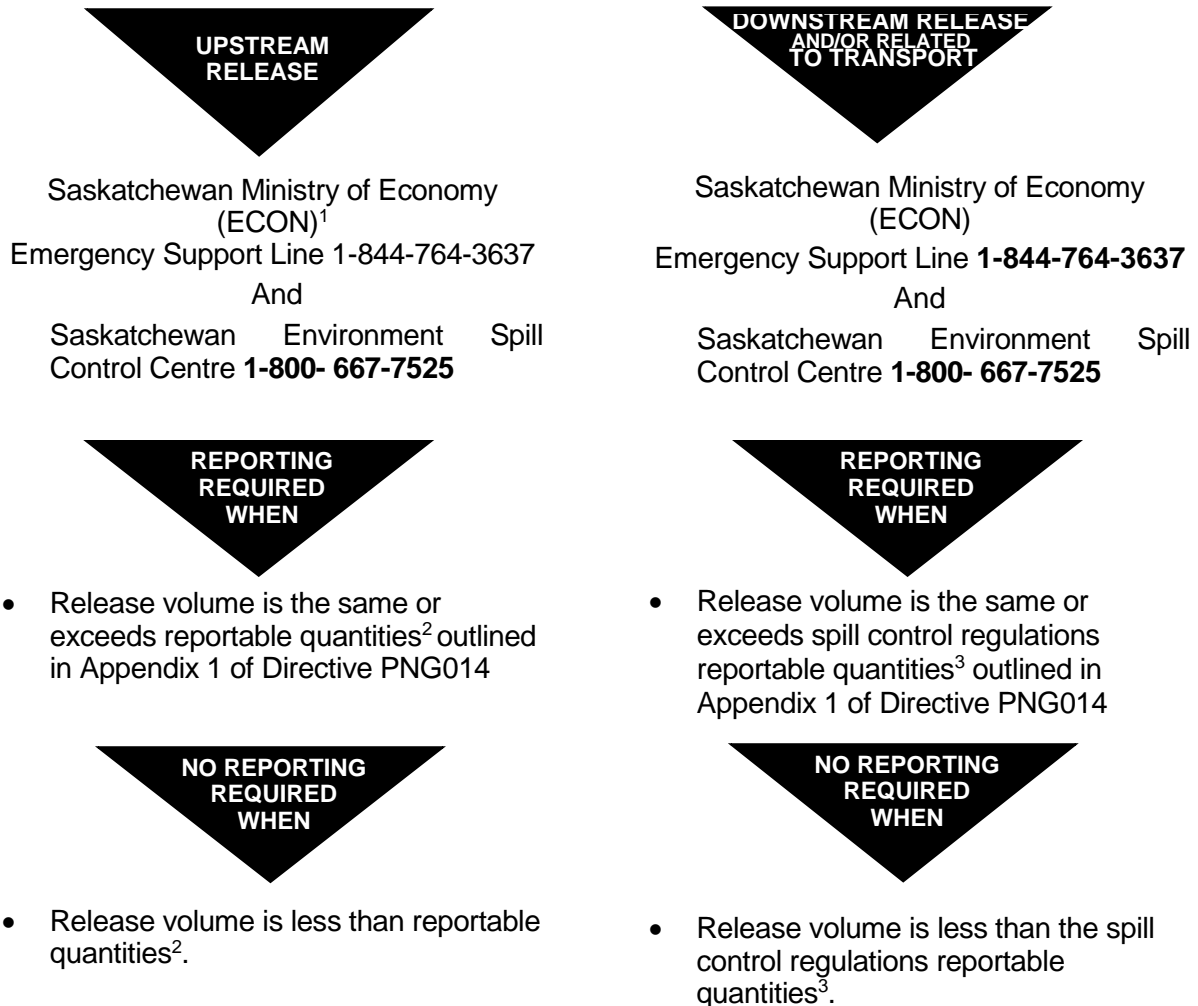 UPSTREAM
RELEASE
Saskatchewan Ministry of Economy
(ECON)¹
Emergency Support Line 1-844-764-3637
And
Saskatchewan Environment Spill
Control Centre 1-800- 667-7525
REPORTING
REQUIRED
WHEN
• Release volume is the same or
exceeds reportable quantities² outlined
in Appendix 1 of Directive PNG014
NO REPORTING
REQUIRED
WHEN
• Release volume is less than reportable
quantities².
DOWNSTREAM RELEASE
AND/OR RELATED
TO TRANSPORT
Saskatchewan Ministry of Economy
(ECON)
Emergency Support Line 1-844-764-3637
And
Saskatchewan Environment Spill
Control Centre 1-800- 667-7525
REPORTING
REQUIRED
WHEN
• Release volume is the same or
exceeds spill control regulations
reportable quantities³ outlined in
Appendix 1 of Directive PNG014
NO REPORTING
REQUIRED
WHEN
• Release volume is less than the spill
control regulations reportable
quantities³.